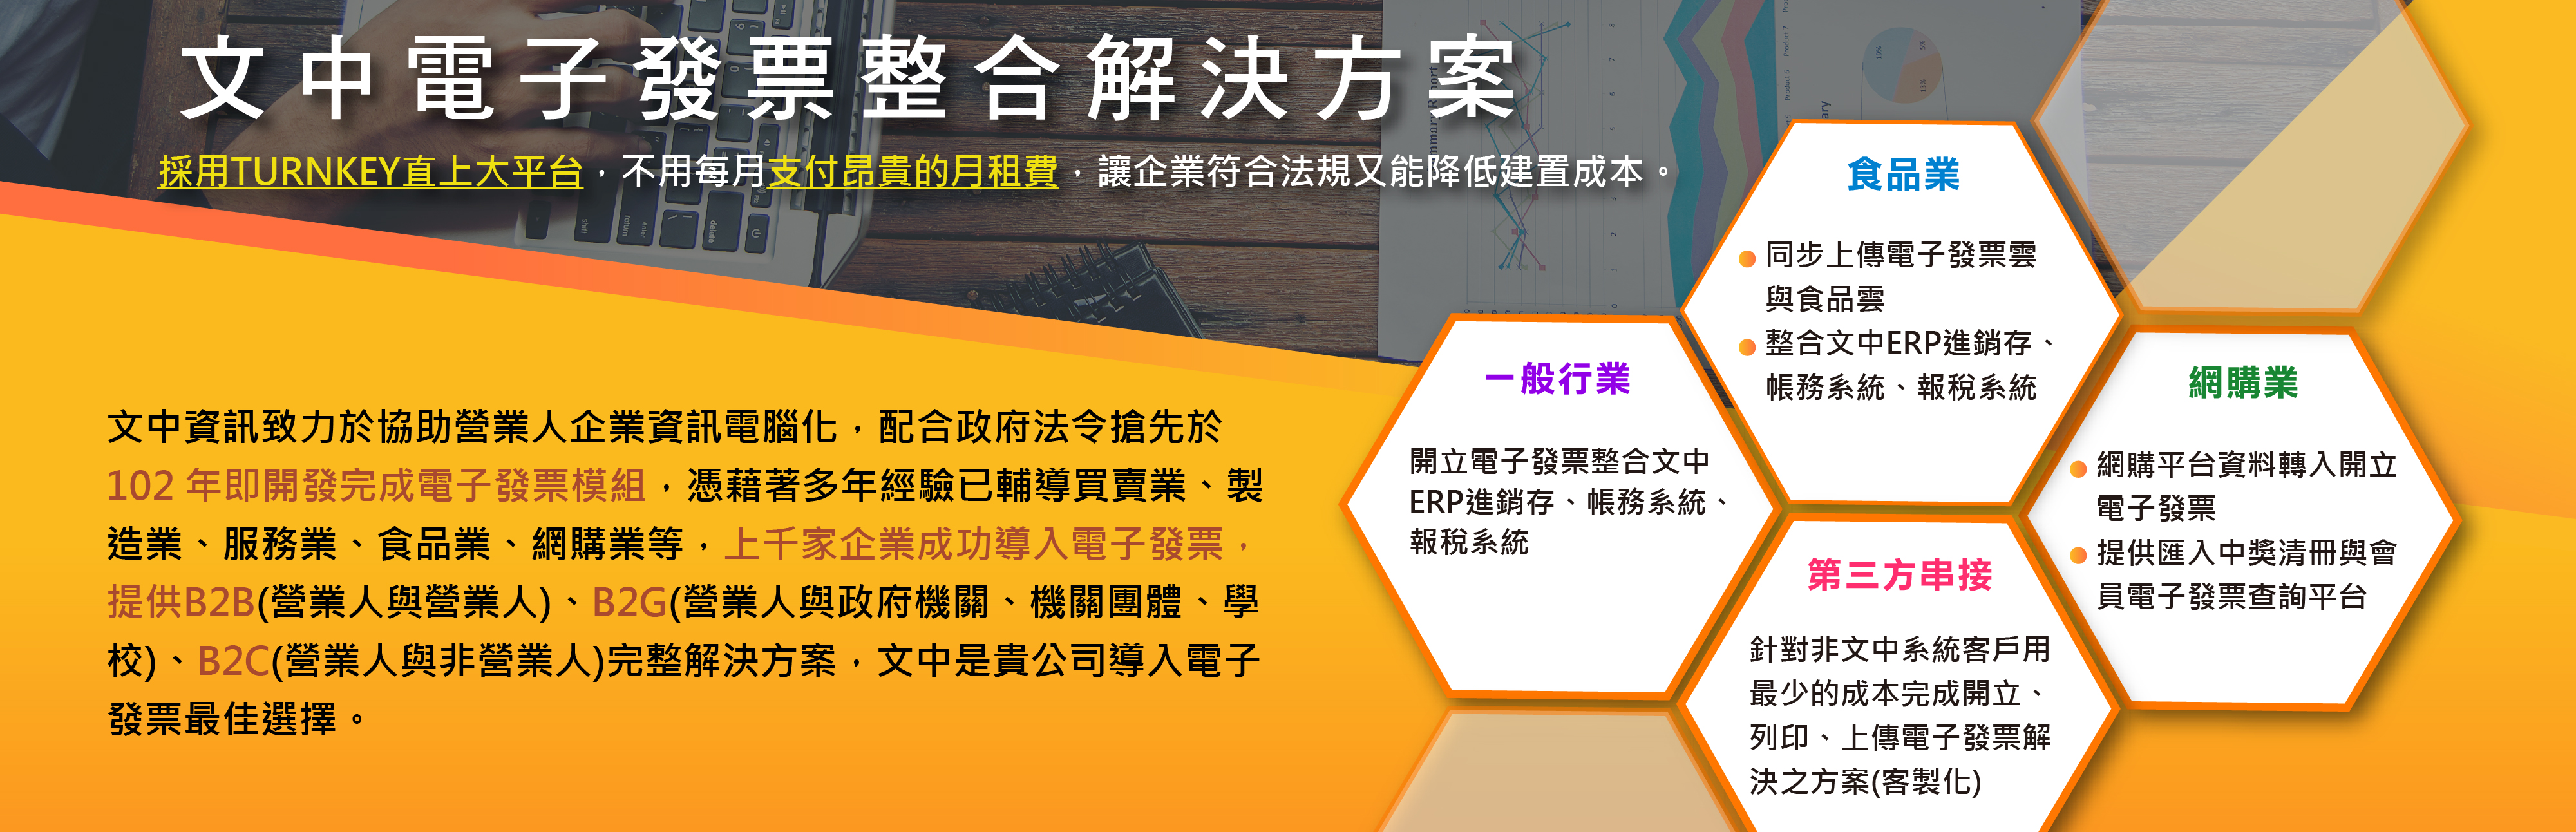 文中電子發票整合解決方案
採用TURNKEY直上大平台，不用每月支付昂貴的月租費，讓企業符合法規又能降低建置成本。
文中資訊致力於協助營業人企業資訊電腦化，配合政府法令搶先於
102 年即開發完成電子發票模組，憑藉著多年經驗已輔導買賣業、製
造業、服務業、食品業、網購業等，上千家企業成功導入電子發票，
提供B2B(營業人與營業人)、B2G(營業人與政府機關、機關團體、學
校)、B2C(營業人與非營業人)完整解決方案，文中是貴公司導入電子
發票最佳選擇。
一般行業
開立電子發票整合文中
ERP進銷存、帳務系統、
報稅系統
食品業
同步上傳電子發票雲
與食品雲
整合文中ERP進銷存、
帳務系統、報稅系統
第三方串接
針對非文中系統客戶用
最少的成本完成開立、
列印、上傳電子發票解
決之方案(客製化)
網購業
網購平台資料轉入開立
電子發票
提供匯入中獎清冊與會
員電子發票查詢平台